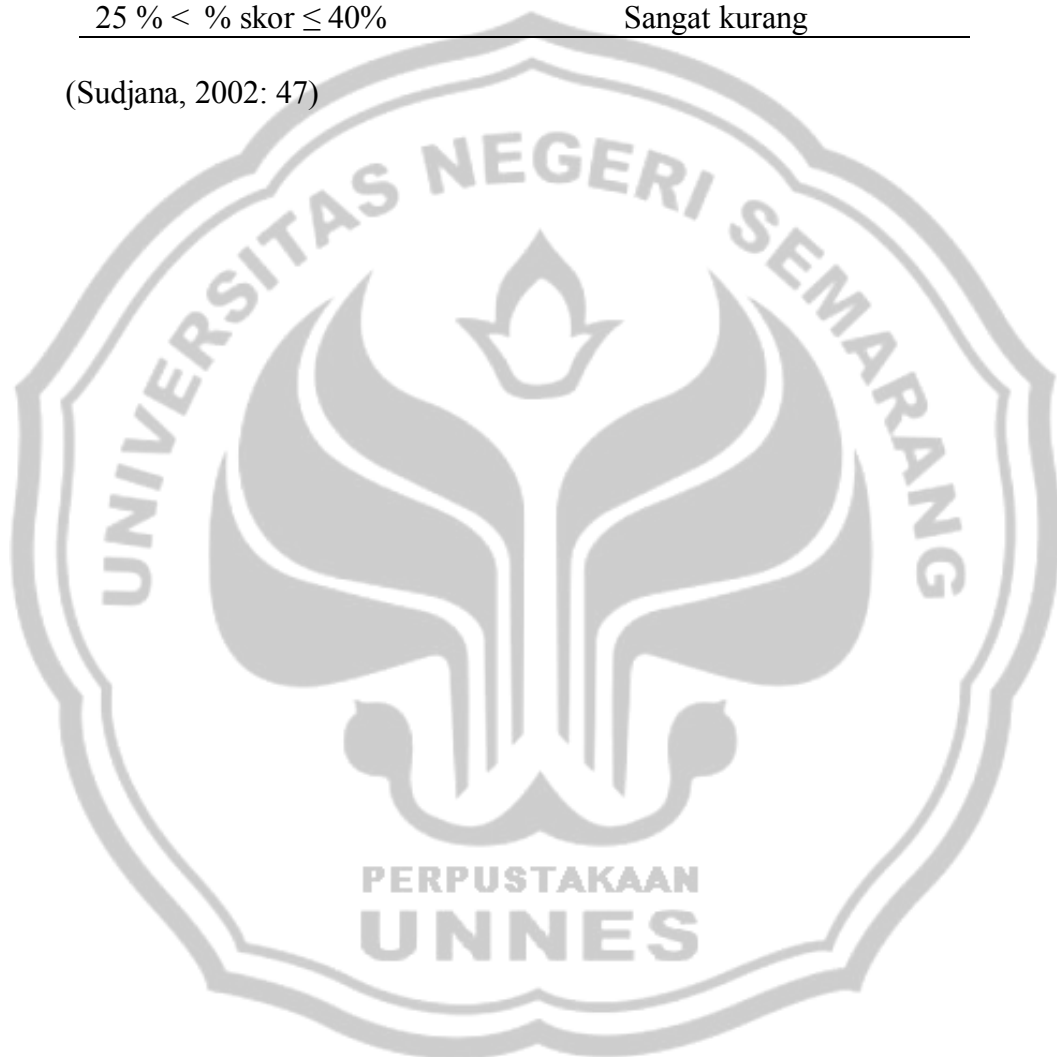 25 % < % skor ≤ 40% Sangat kurang
(Sudjana, 2002: 47)
UNIVERSITAS NEGERI SEMARANG
PERPUSTAKAAN
UNNES